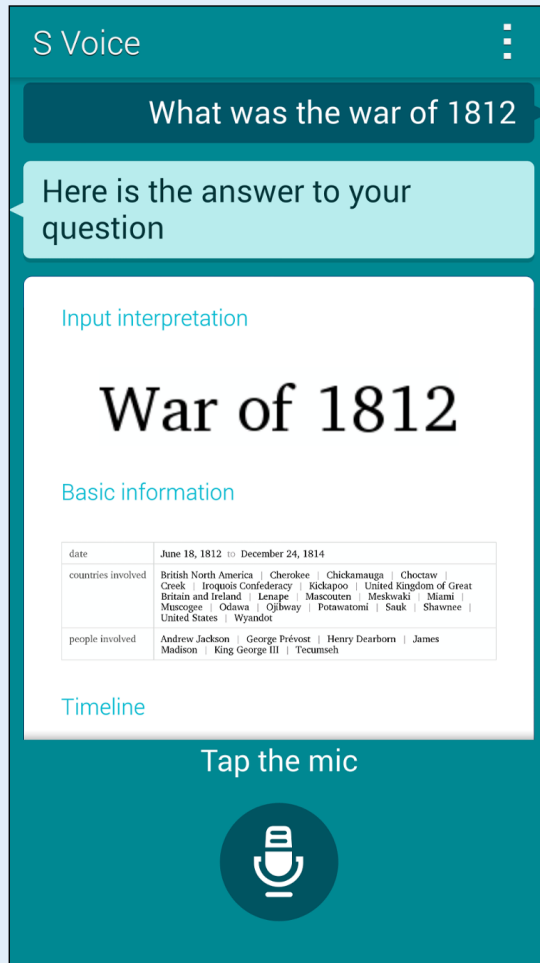 S Voice
What was the war of 1812
Here is the answer to your
question
Input interpretation
War of 1812
Basic information
date June 18, 1812 to December 24, 1814
countries involved British North America | Cherokee | Chickamauga | Choctaw |
Creek | Iroquois Confederacy | Kickapoo | United Kingdom of Great
Britain and Ireland | Lenape | Mascouten | Meskwaki | Miami |
Muscogee | Odawa | Ojibway | Potawatomi | Sauk | Shawnee |
United States | Wyandot
people involved Andrew Jackson | George Prévost | Henry Dearborn | James
Madison | King George III | Tecumseh
Timeline
Tap the mic